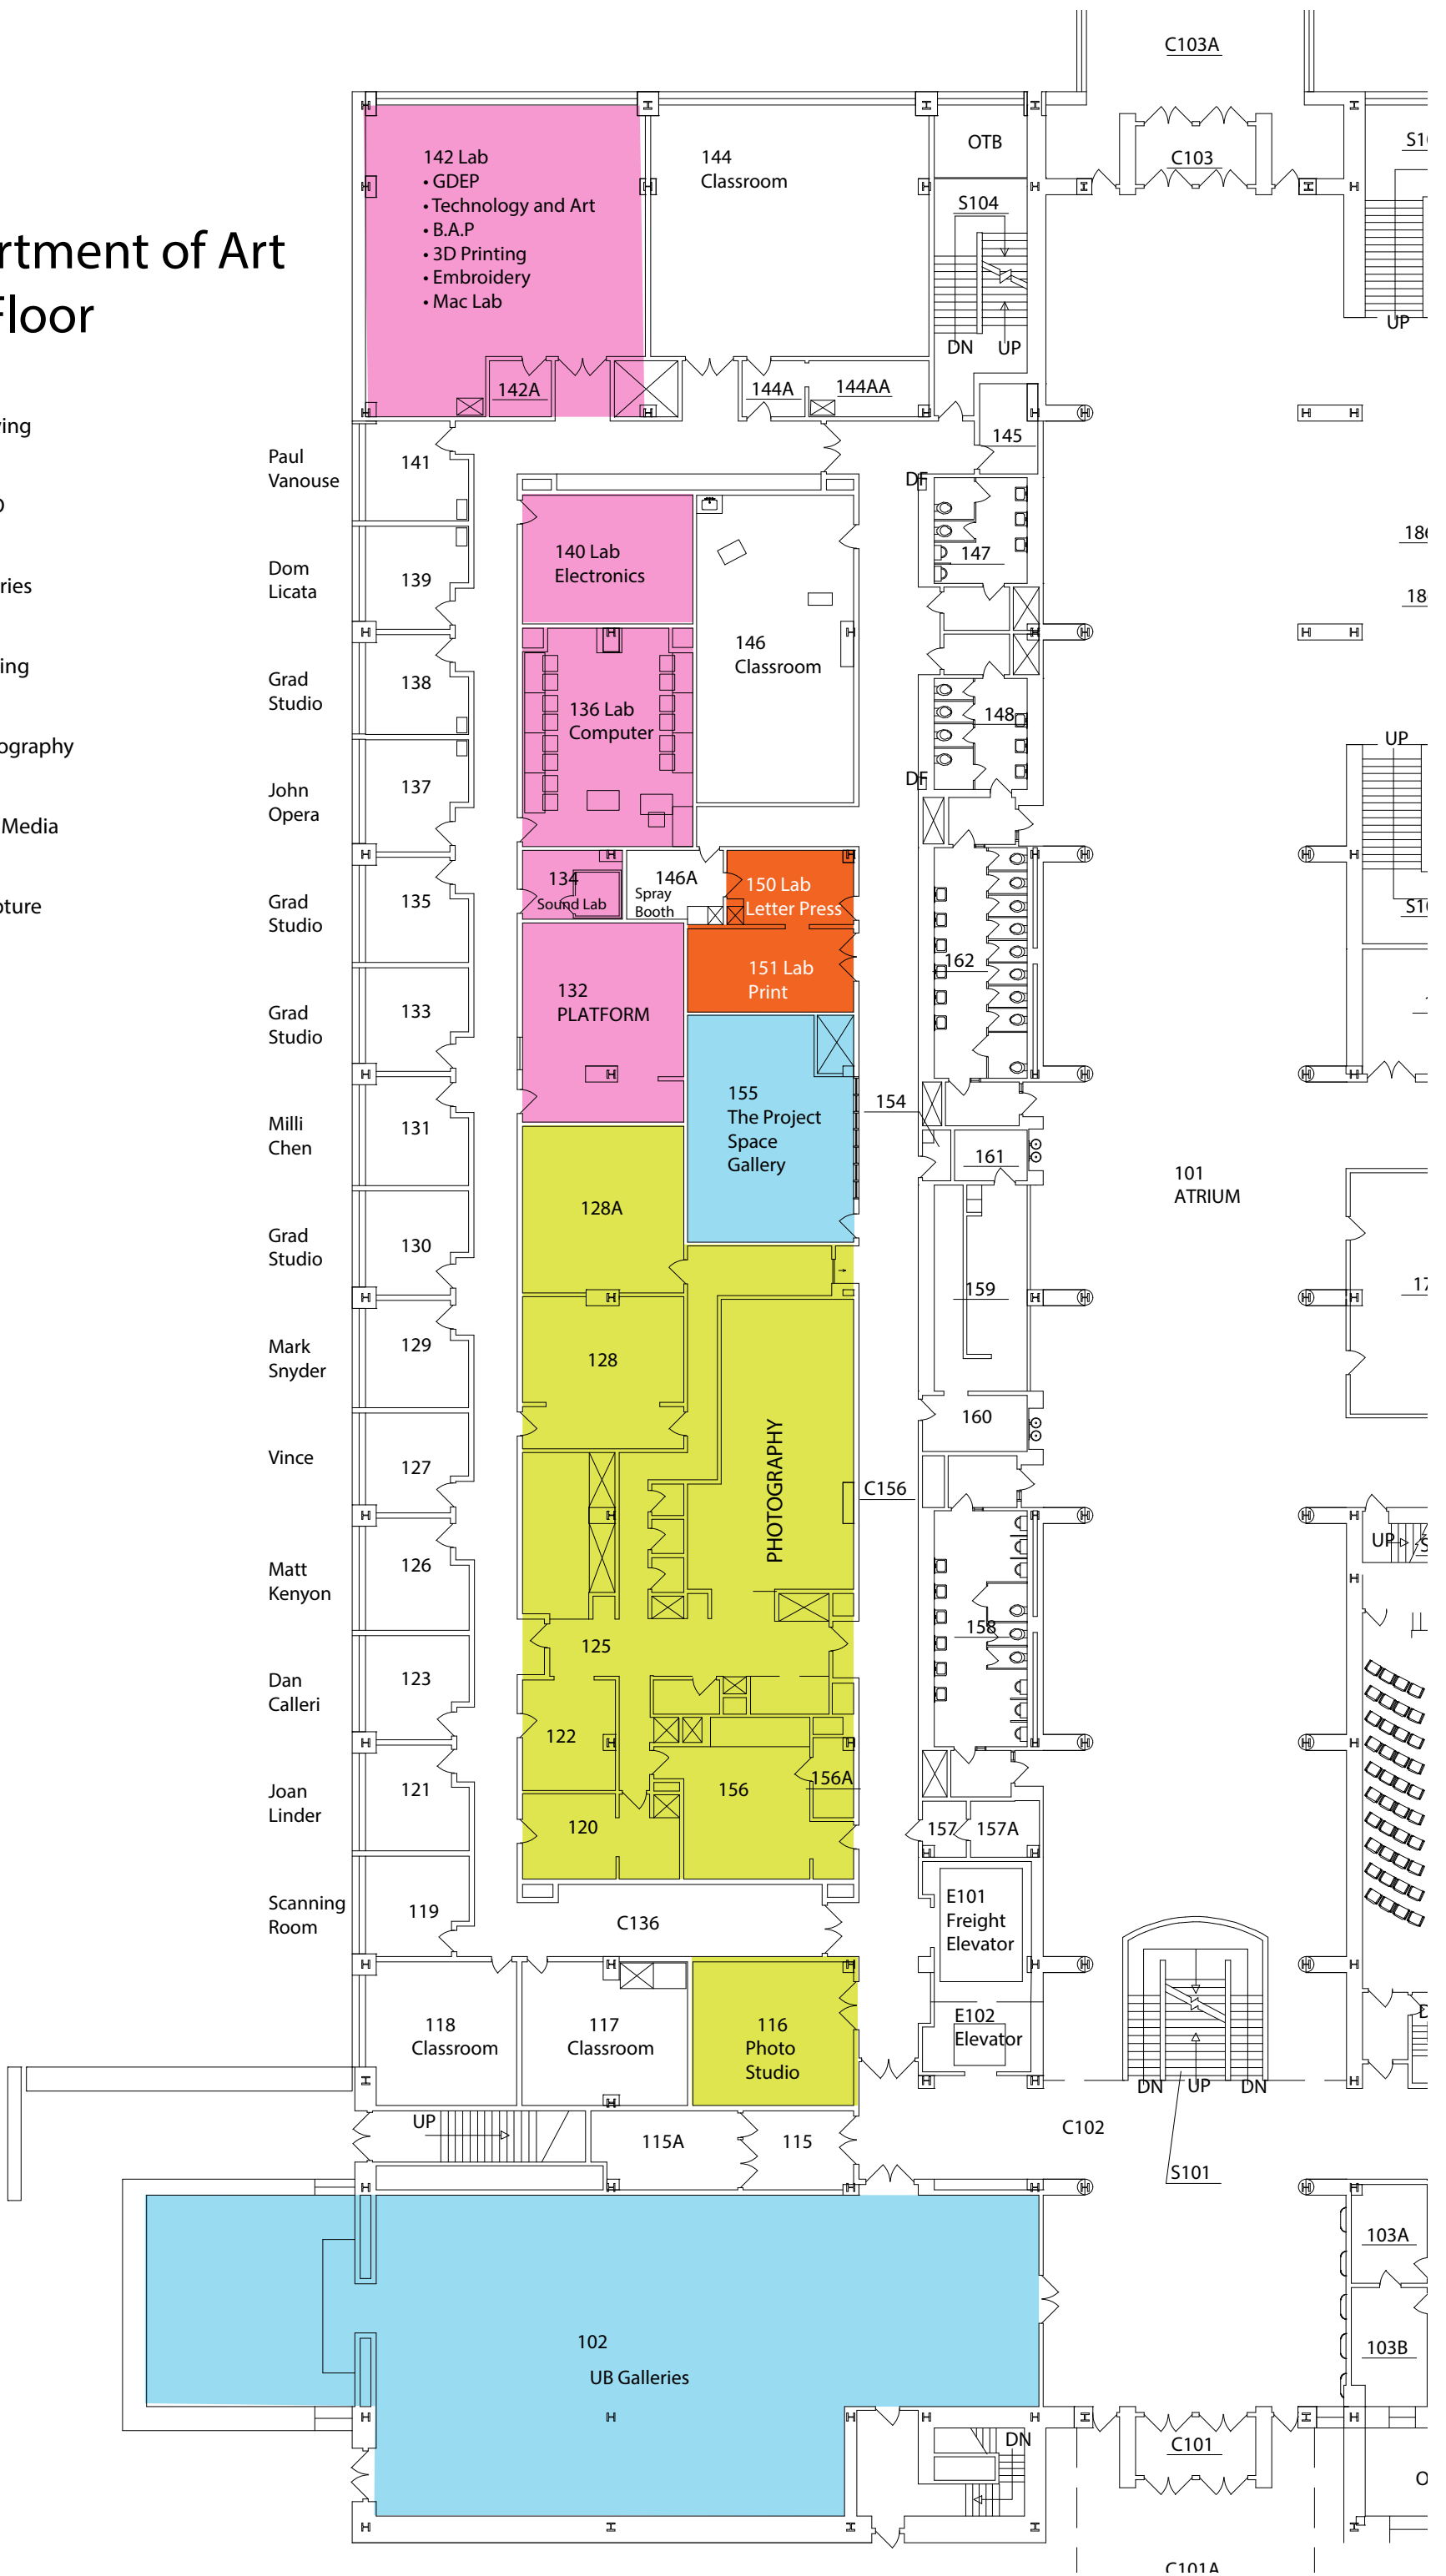 C103A
142 Lab
• GDEP
• Technology and Art
• B.A.P
• 3D Printing
• Embroidery
• Mac Lab
144
Classroom
OTB
C103
S104
rtment of Art
Floor
DN
UP
UP
142A
144A
144AA
145
Paul
Vanouse
141
DF
140 Lab
Electronics
147
Dom
Licata
139
ries
146
Classroom
Grad
Studio
138
136 Lab
Computer
148
ography
UP
DF
John
Opera
137
Media
134
Sound Lab
146A
Spray
Booth
150 Lab
Letter Press
Grad
Studio
135
162
151 Lab
Print
132
PLATFORM
Grad
Studio
133
155
The Project
Space
Gallery
154
Milli
Chen
131
161
101
ATRIUM
128A
Grad
Studio
130
159
Mark
Snyder
129
128
160
Vince
127
PHOTOGRAPHY
C156
UP
Matt
Kenyon
126
158
125
Dan
Calleri
123
122
156
156A
Joan
Linder
121
120
157
157A
Scanning
Room
119
C136
E101
Freight
Elevator
118
Classroom
117
Classroom
116
Photo
Studio
E102
Elevator
DN
UP
DN
UP
115A
115
C102
S101
103A
102
UB Galleries
103B
DN
C101
C101A